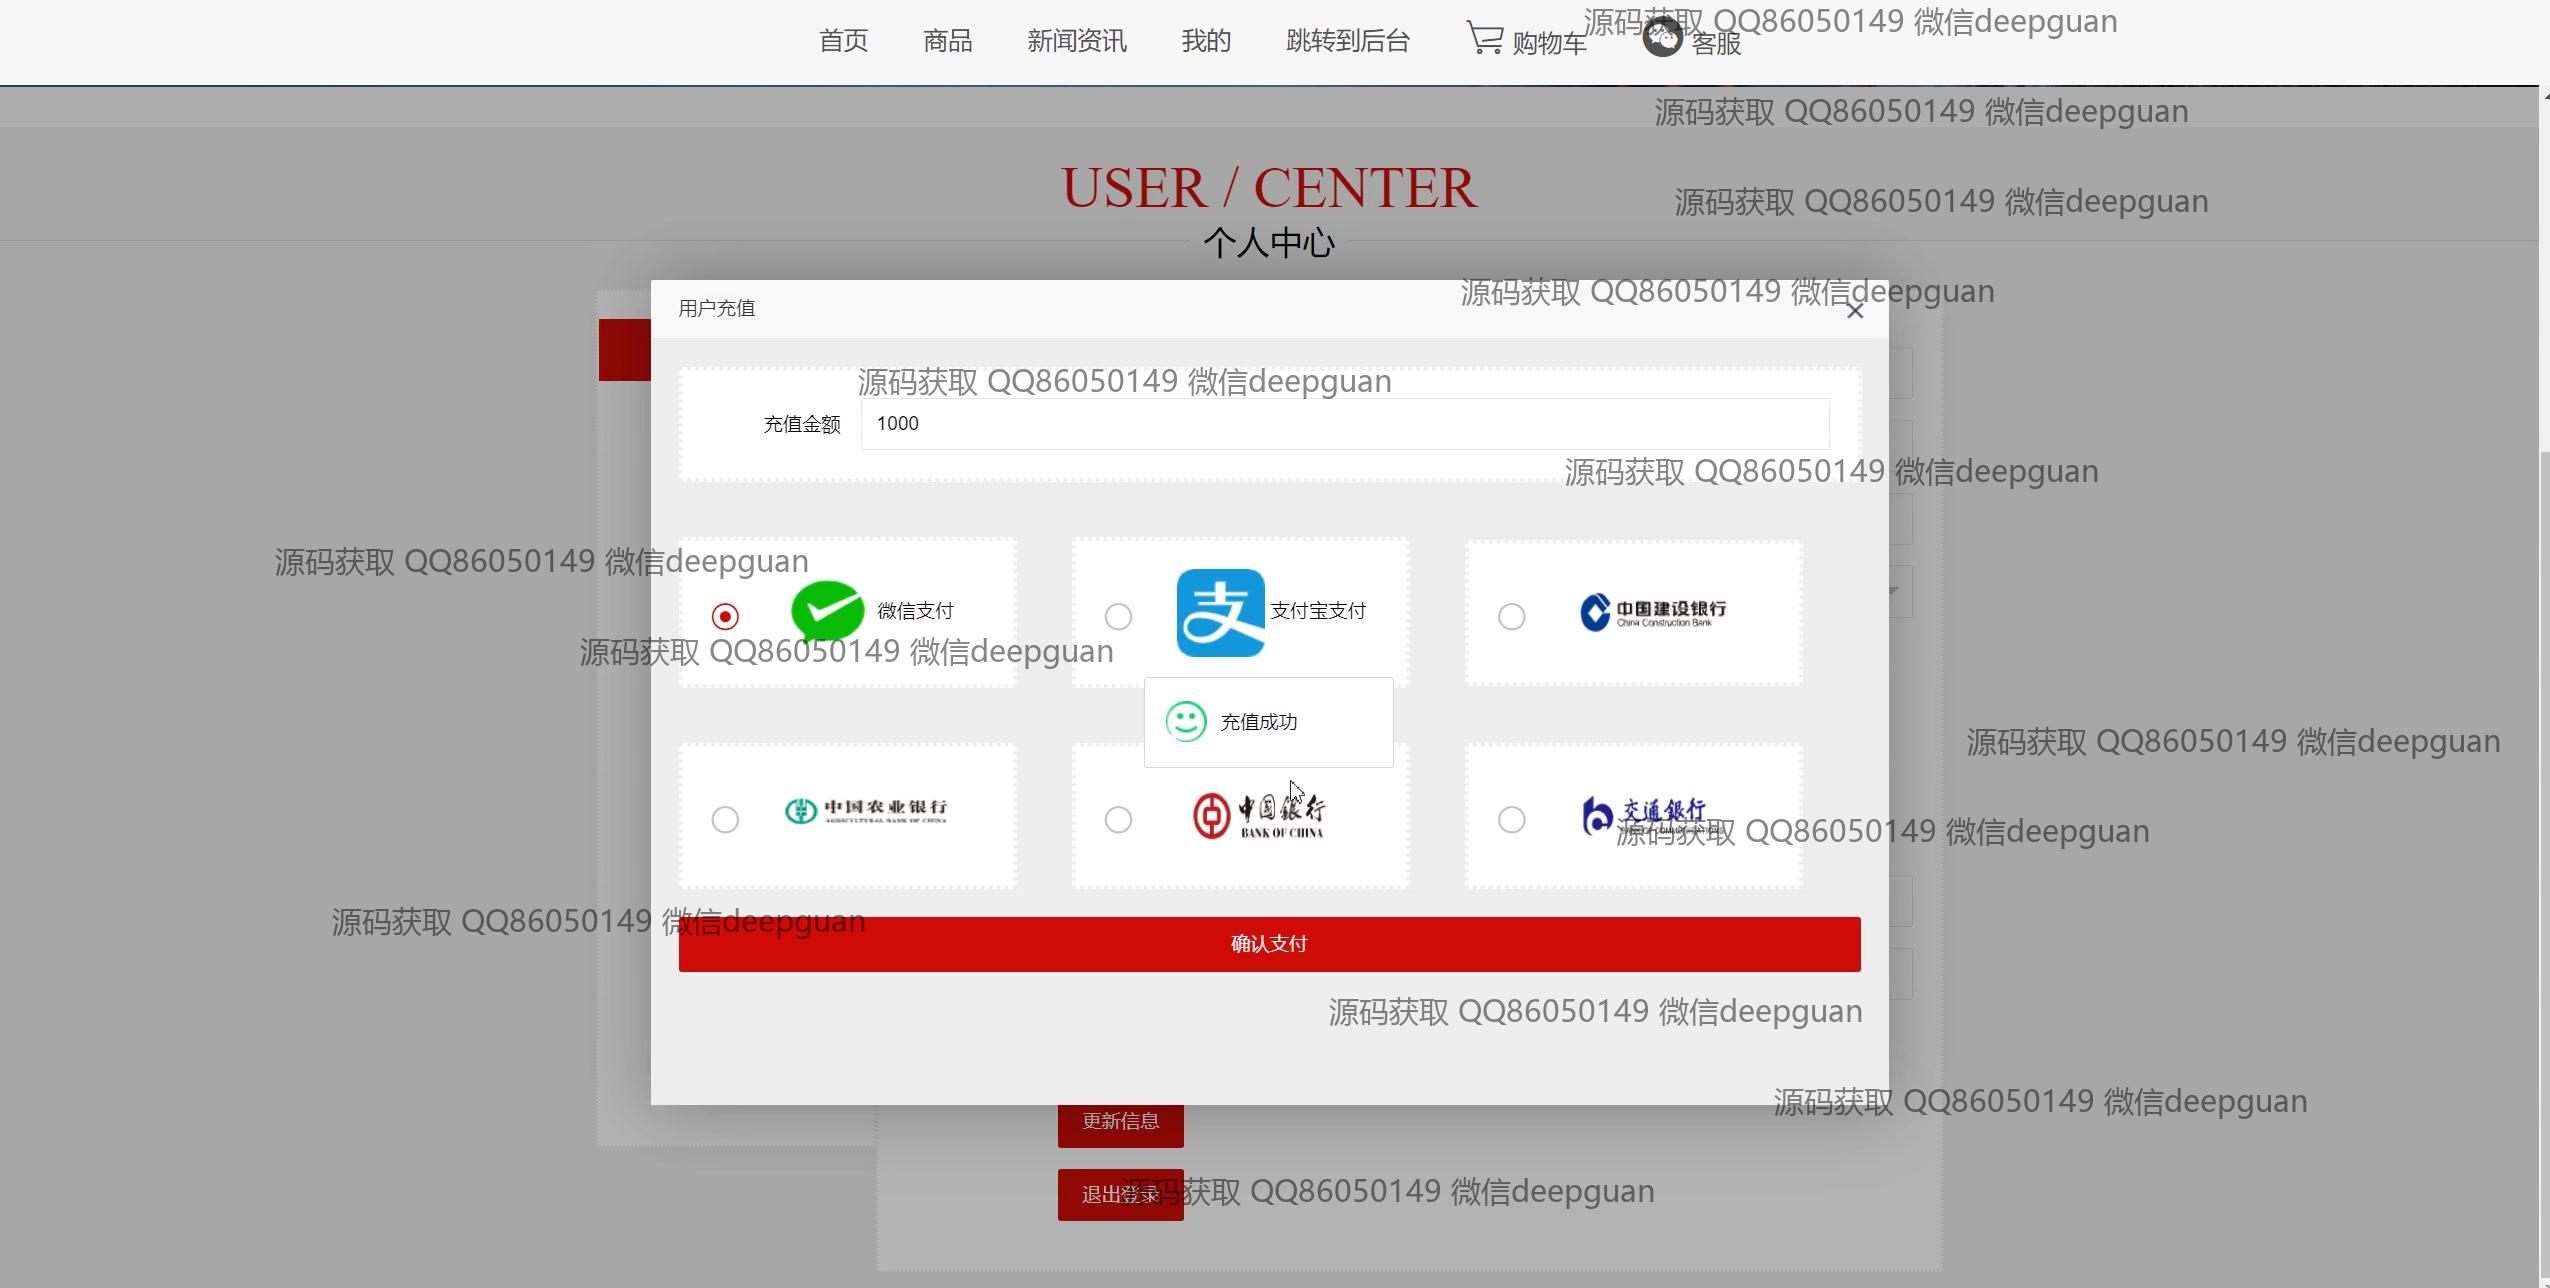 首页 商品 新闻资讯 我的 跳转到后台 购物车 客服
源码获取 QQ86050149 微信deepguan
源码获取 QQ86050149 微信deepguan
USER / CENTER
源码获取 QQ86050149 微信deepguan
个人中心
用户充值
源码获取 QQ86050149 微信deepguan
源码获取 QQ86050149 微信deepguan
充值金额 1000
源码获取 QQ86050149 微信deepguan
源码获取 QQ86050149 微信deepguan
微信支付 支付宝支付 中国建设银行
China Construction Bank
源码获取 QQ86050149 微信deepguan
充值成功
源码获取 QQ86050149 微信deepguan
中国农业银行 中国银行 交通銀行
AGRICULTURAL BANK OF CHINA BANK OF CHINA
源码获取 QQ86050149 微信deepguan
源码获取 QQ86050149 微信deepguan
确认支付
源码获取 QQ86050149 微信deepguan
源码获取 QQ86050149 微信deepguan
更新信息
退出登录
源码获取 QQ86050149 微信deepguan